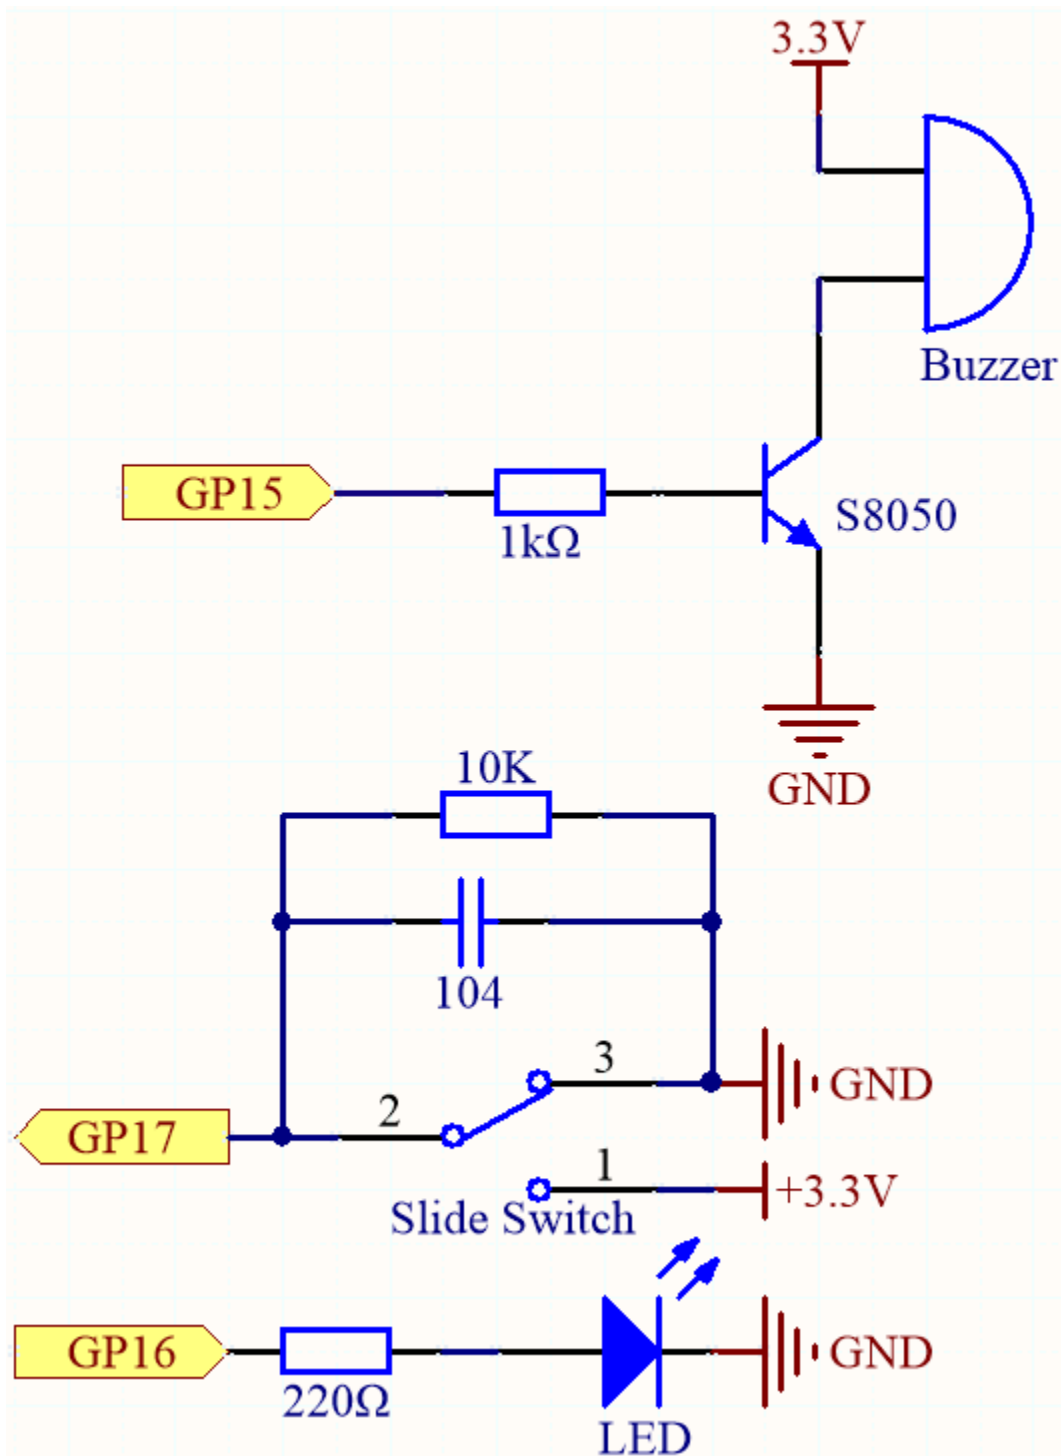 3.3V
Buzzer
GP15
1kΩ
S8050
GND
10K
104
3
GND
2
GP17
1
+3.3V
Slide Switch
GP16
220Ω
LED
GND